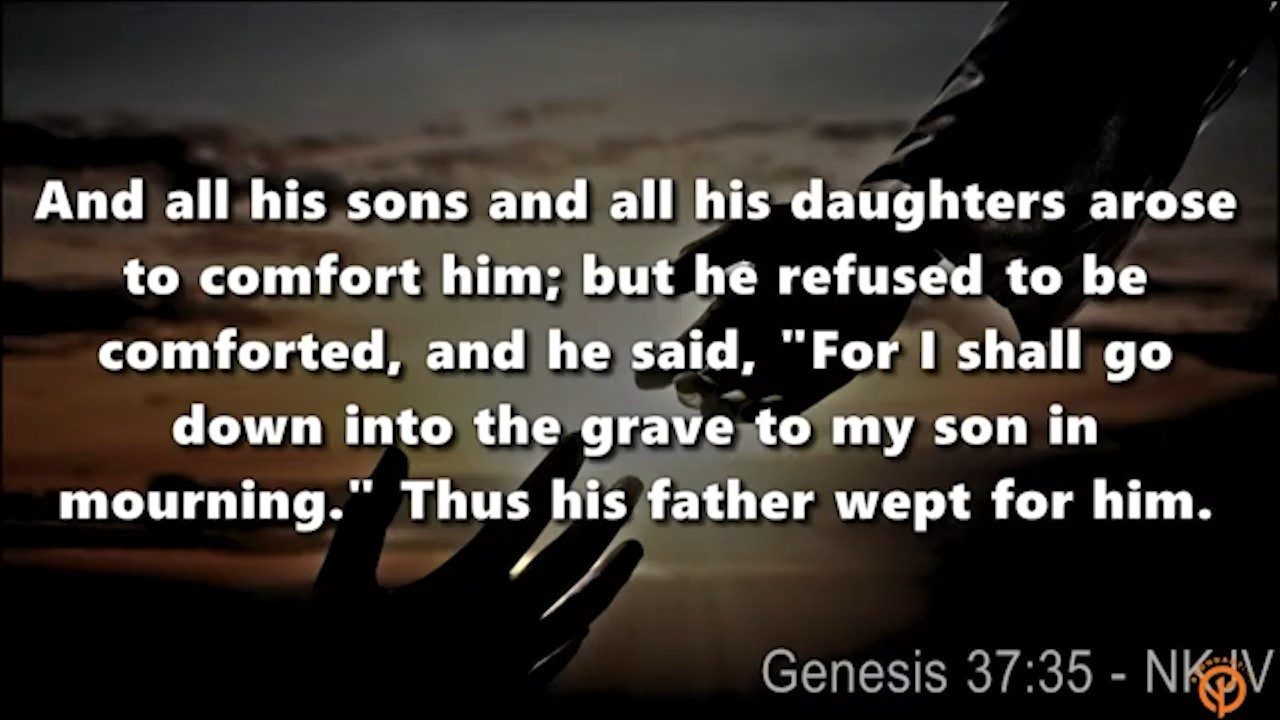 And all his sons and all his daughters arose
to comfort him; but he refused to be
comforted, and he said, "For I shall go
down into the grave to my son in
mourning." Thus his father wept for him.
Genesis 37:35 - NKJV